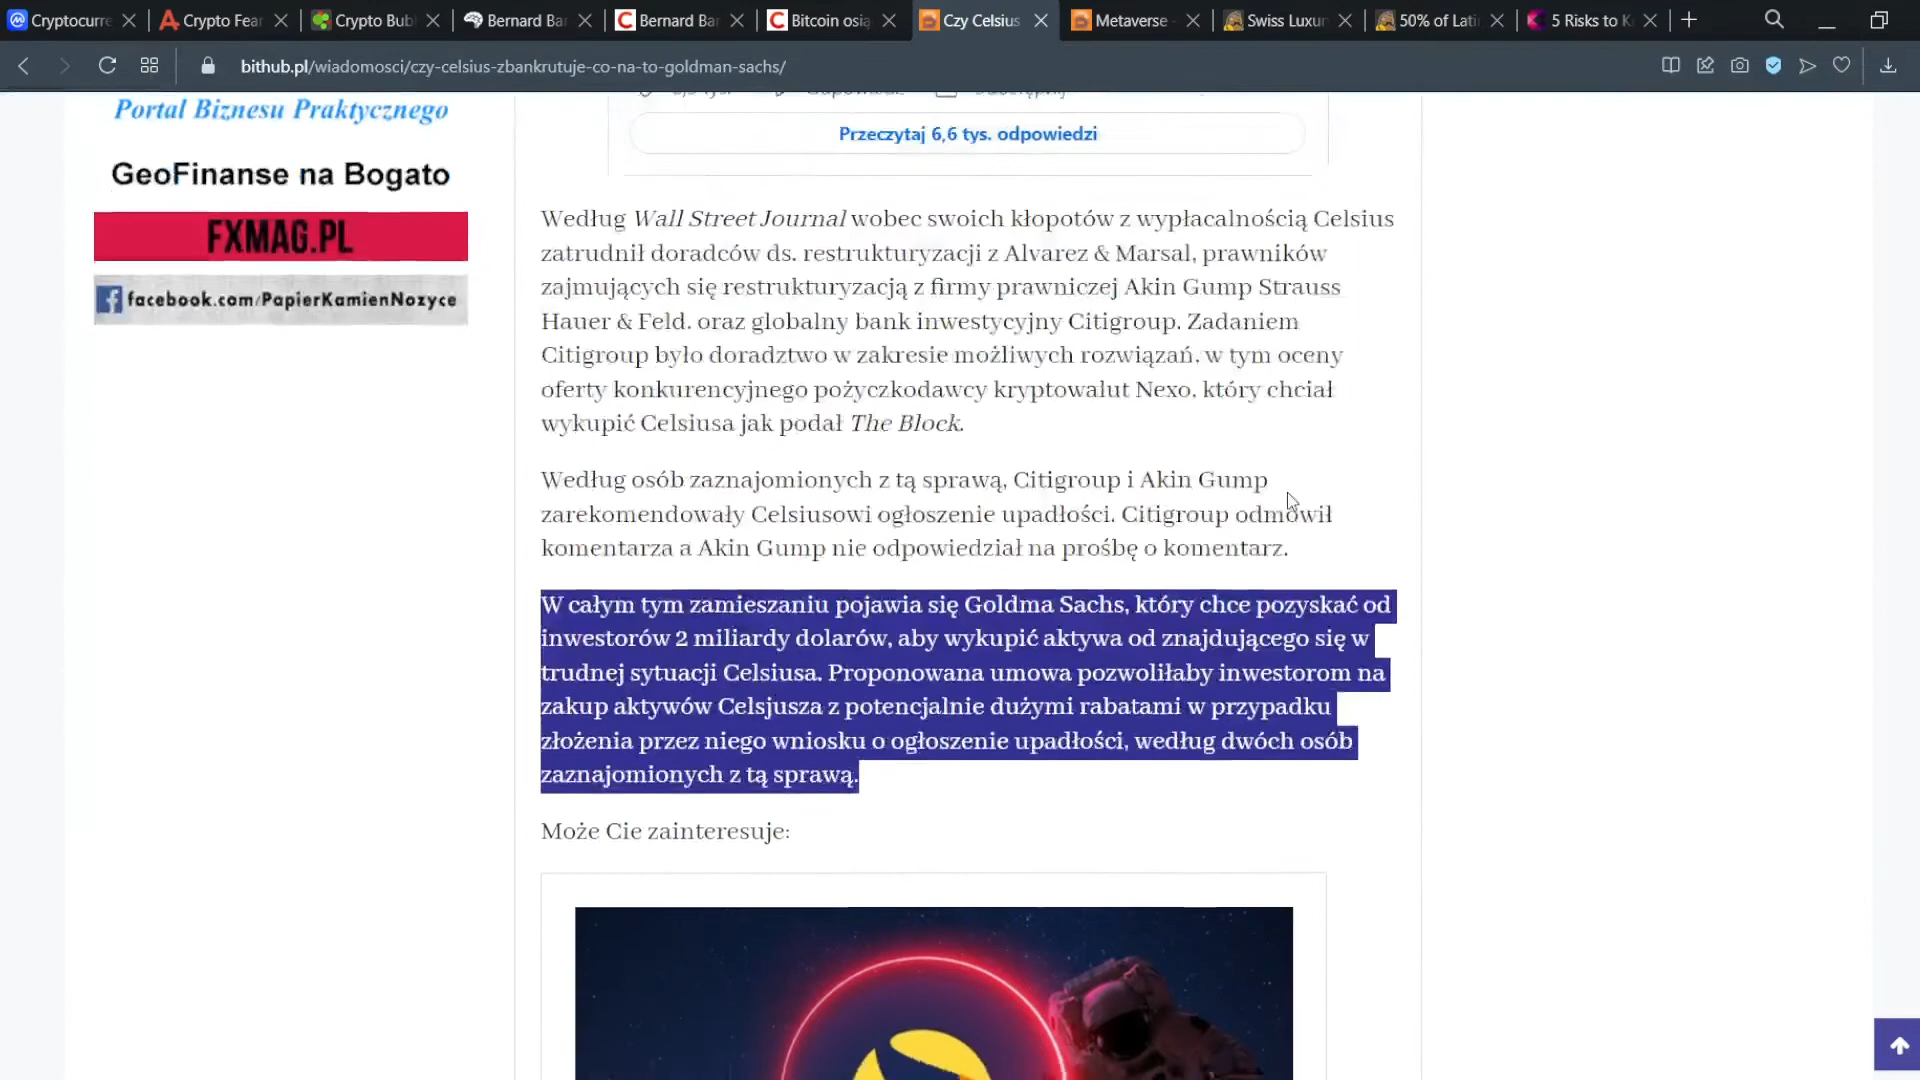 Cryptocurre
Crypto Fear
Crypto Bub
Bernard Bar
Bernard Bar
Bitcoin osią
Czy Celsius
Metaverse
Swiss Luxur
50% of Lati
5 Risks to K
bithub.pl/wiadomosci/czy-celsius-zbankrutuje-co-na-to-goldman-sachs/
Portal Biznesu Praktycznego
GeoFinanse na Bogato
FXMAG.PL
facebook.com/PapierKamienNozyce
Przeczytaj 6,6 tys. odpowiedzi
Według Wall Street Journal wobec swoich kłopotów z wypłacalnością Celsius
zatrudnił doradców ds. restrukturyzacji z Alvarez & Marsal, prawników
zajmujących się restrukturyzacją z firmy prawniczej Akin Gump Strauss
Hauer & Feld. oraz globalny bank inwestycyjny Citigroup. Zadaniem
Citigroup było doradztwo w zakresie możliwych rozwiązań, w tym oceny
oferty konkurencyjnego pożyczkodawcy kryptowalut Nexo, który chciał
wykupić Celsiusa jak podał The Block.
Według osób zaznajomionych z tą sprawą, Citigroup i Akin Gump
zarekomendowały Celsiusowi ogłoszenie upadłości. Citigroup odmówił
komentarza a Akin Gump nie odpowiedział na prośbę o komentarz.
W całym tym zamieszaniu pojawia się Goldma Sachs, który chce pozyskać od
inwestorów 2 miliardy dolarów, aby wykupić aktywa od znajdującego się w
trudnej sytuacji Celsiusa. Proponowana umowa pozwoliłaby inwestorom na
zakup aktywów Celsjusza z potencjalnie dużymi rabatami w przypadku
złożenia przez niego wniosku o ogłoszenie upadłości, według dwóch osób
zaznajomionych z tą sprawą.
Może Cie zainteresuje: